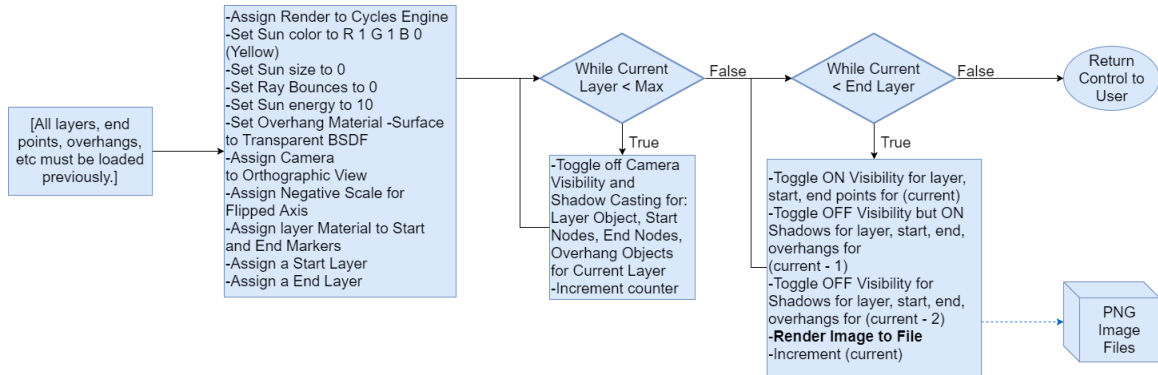 [All layers, end
points, overhangs,
etc must be loaded
previously.]
-Assign Render to Cycles Engine
-Set Sun color to R 1 G 1 B 0
(Yellow)
-Set Sun size to 0
-Set Ray Bounces to 0
-Set Sun energy to 10
-Set Overhang Material -Surface
to Transparent BSDF
-Assign Camera
to Orthographic View
-Assign Negative Scale for
Flipped Axis
-Assign layer Material to Start
and End Markers
-Assign a Start Layer
-Assign a End Layer
While Current
Layer < Max
False
True
-Toggle off Camera
Visibility and
Shadow Casting for:
Layer Object, Start
Nodes, End Nodes,
Overhang Objects
for Current Layer
-Increment counter
While Current
< End Layer
False
True
-Toggle ON Visibility for layer,
start, end points for (current)
-Toggle OFF Visibility but ON
Shadows for layer, start, end,
overhangs for
(current - 1)
-Toggle OFF Visibility for
Shadows for layer, start, end,
overhangs for (current - 2)
-Render Image to File
-Increment (current)
Return
Control to
User
PNG
Image
Files